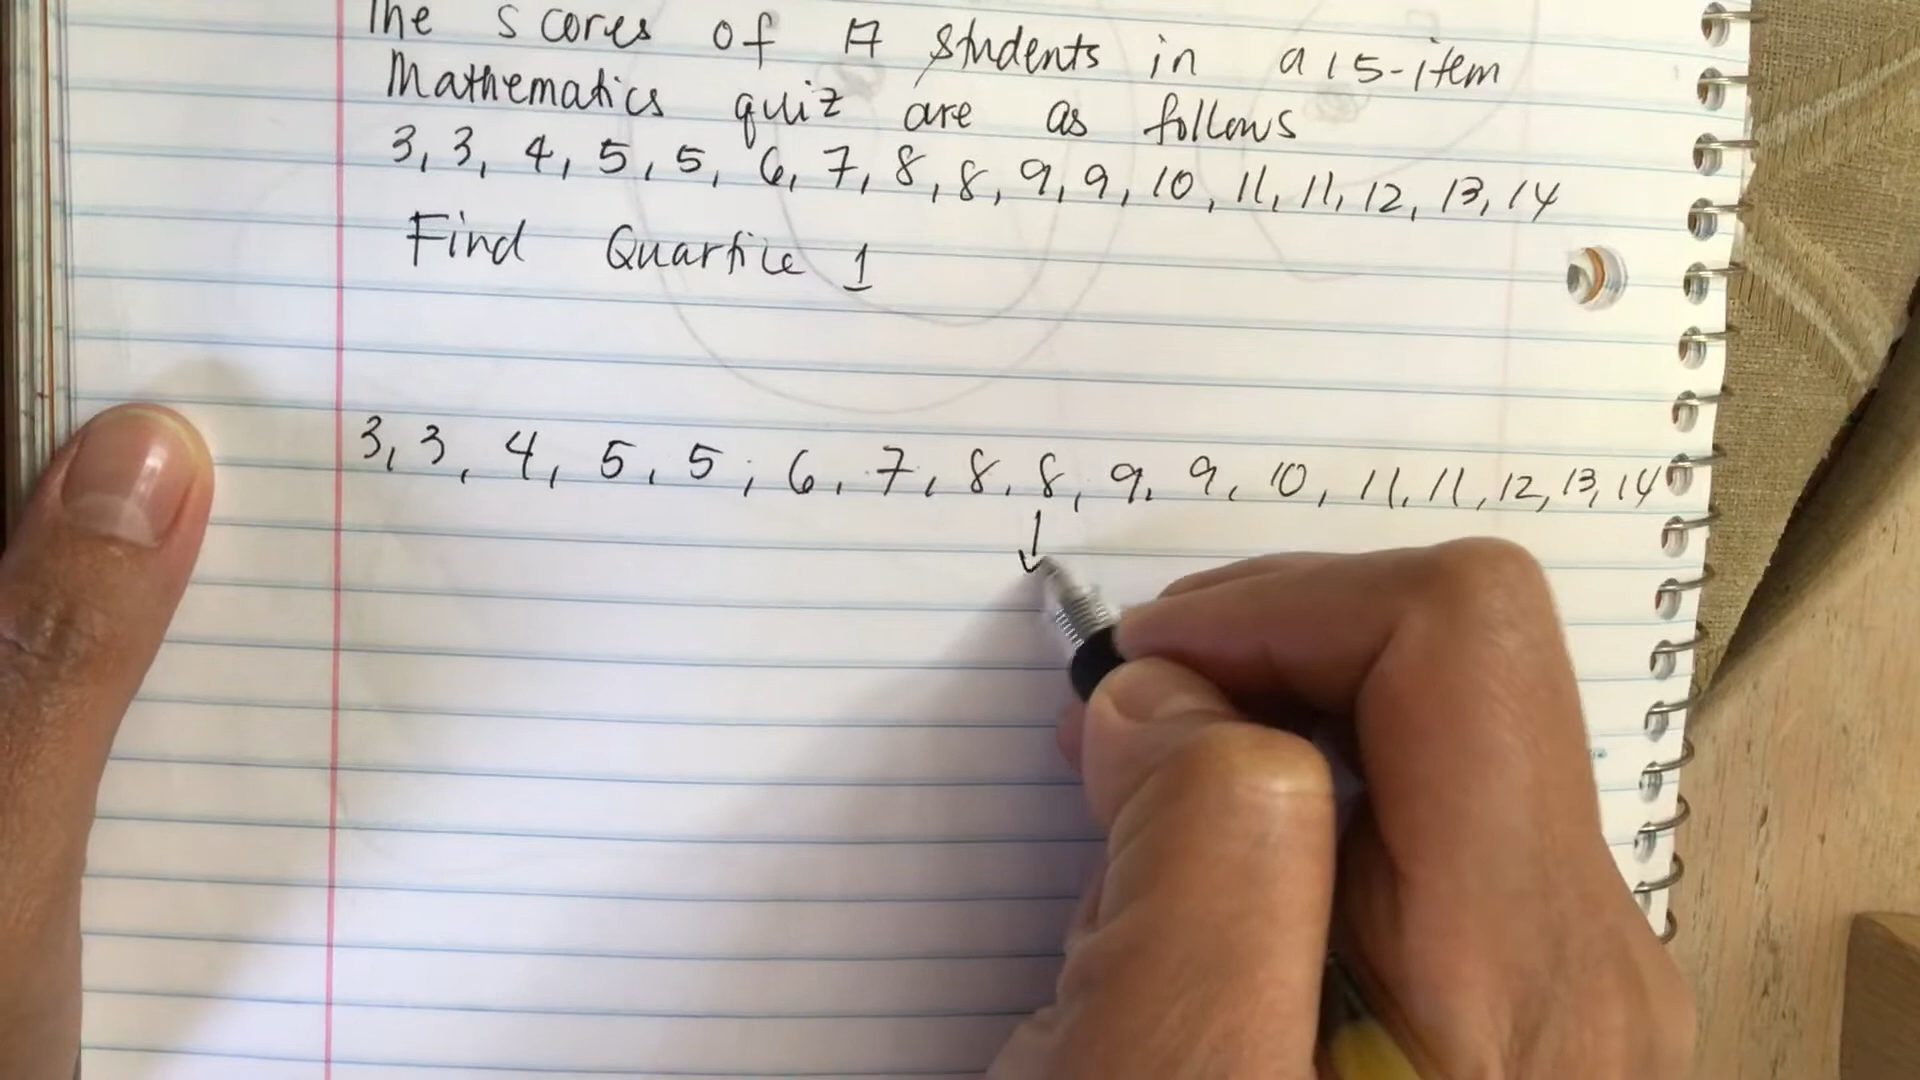 The scores of 17 students in a 15-item
Mathematics quiz are as follows
3, 3, 4, 5, 5, 6, 7, 8, 8, 9, 9, 10, 11, 11, 12, 13, 14
Find Quartile 1
3, 3, 4, 5, 5, 6, 7, 8, 8, 9, 9, 10, 11, 11, 12, 13, 14